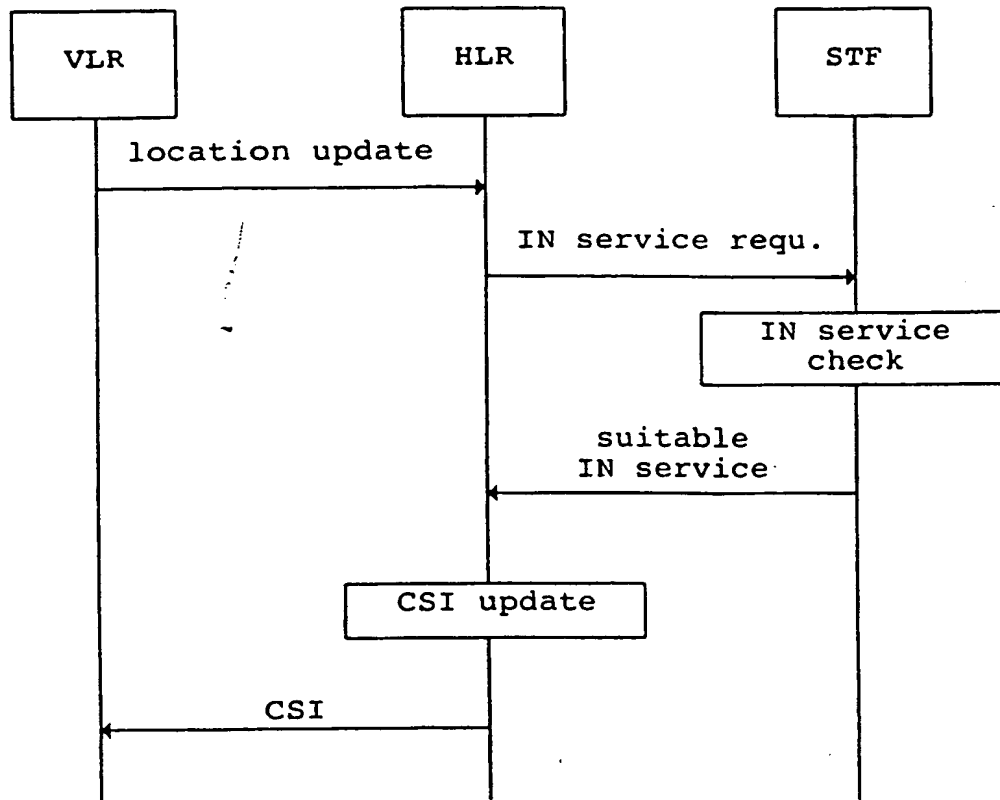 VLR
HLR
STF
location update
IN service requ.
IN service
check
suitable
IN service
CSI update
CSI